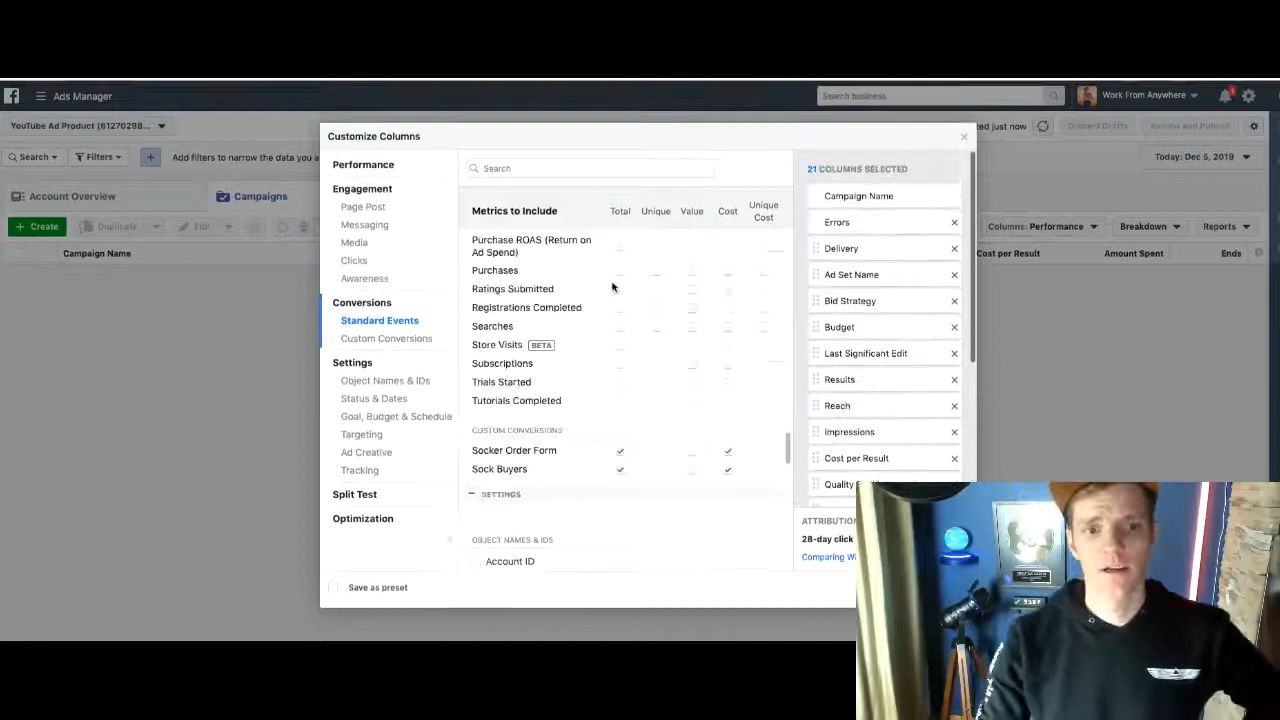 Ads Manager
Search business
Work From Anywhere
YouTube Ad Product (61270298...
just now
Discard Drafts
Review and Publish
Search
Filters
Add filters to narrow the data you a
Today: Dec 5, 2019
Account Overview
Campaigns
+ Create
Duplicate
Edit
Columns: Performance
Breakdown
Reports
Campaign Name
Cost per Result
Amount Spent
Ends
Customize Columns
Performance
Engagement
Page Post
Messaging
Media
Clicks
Awareness
Conversions
Standard Events
Custom Conversions
Settings
Object Names & IDs
Status & Dates
Goal, Budget & Schedule
Targeting
Ad Creative
Tracking
Split Test
Optimization
Save as preset
Search
Metrics to Include
Total
Unique
Value
Cost
Unique
Cost
Purchase ROAS (Return on
Ad Spend)
Purchases
Ratings Submitted
Registrations Completed
Searches
Store Visits BETA
Subscriptions
Trials Started
Tutorials Completed
CUSTOM CONVERSIONS
Socker Order Form
Sock Buyers
SETTINGS
OBJECT NAMES & IDS
Account ID
21 COLUMNS SELECTED
Campaign Name
Errors
Delivery
Ad Set Name
Bid Strategy
Budget
Last Significant Edit
Results
Reach
Impressions
Cost per Result
Quality
ATTRIBUTION
28-day click
Comparing Wi